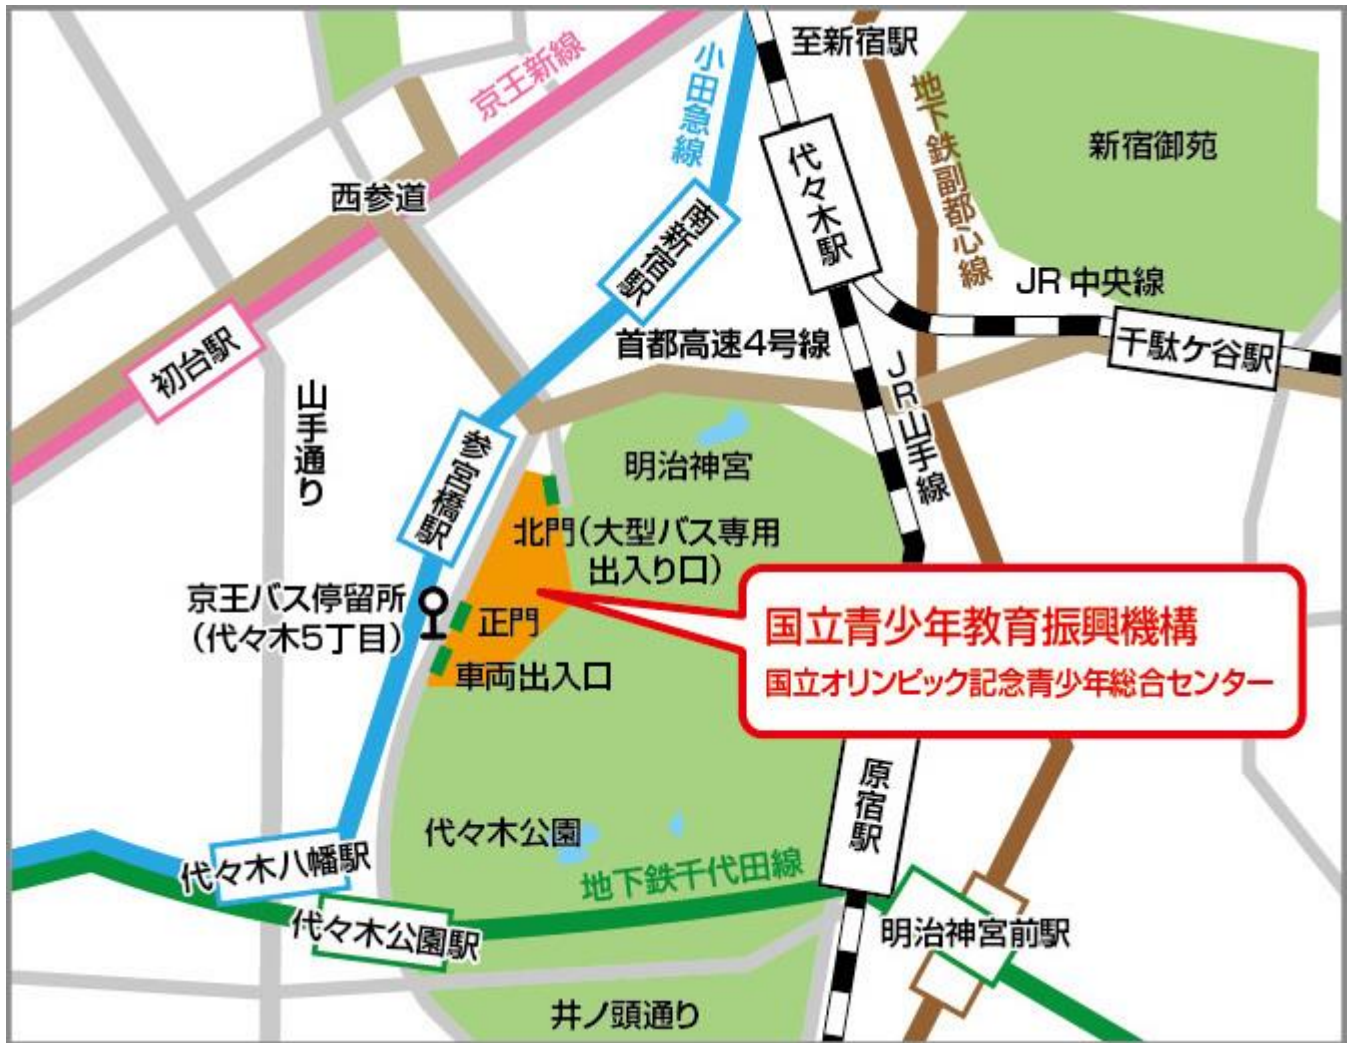 至新宿駅
京王新線
小田急線
地下鉄副都心線
新宿御苑
代々木駅
西参道
南新宿駅
JR 中央線
首都高速4号線
千駄ケ谷駅
初台駅
山手通り
JR山手線
参宮橋駅
明治神宮
北門(大型バス専用
出入り口)
京王バス停留所
(代々木5丁目)
正門
車両出入口
国立青少年教育振興機構
国立オリンピック記念青少年総合センター
原宿駅
代々木公園
代々木八幡駅
地下鉄千代田線
代々木公園駅
明治神宮前駅
井ノ頭通り